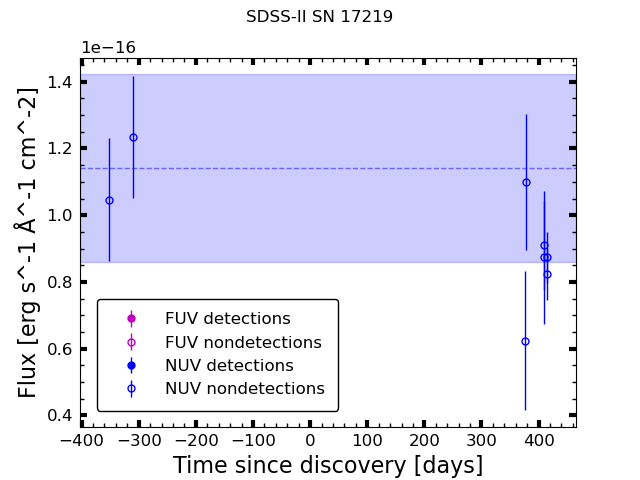 SDSS-II SN 17219
1e−16
1.4
1.2
1.0
0.8
0.6
0.4
Flux [erg s^-1 Å^-1 cm^-2]
FUV detections
FUV nondetections
NUV detections
NUV nondetections
−400 −300 −200 −100 0 100 200 300 400
Time since discovery [days]